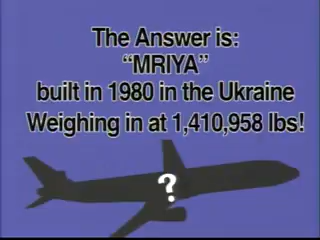 The Answer is:
“MRIYA”
built in 1980 in the Ukraine
Weighing in at 1,410,958 lbs!
?